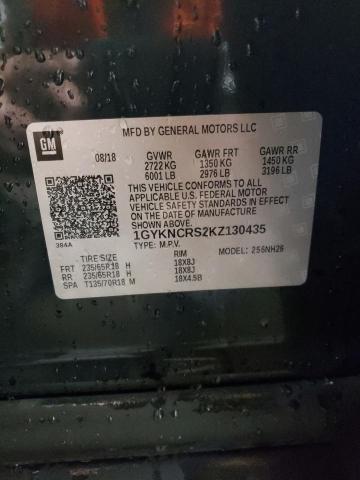 GM
MFD BY GENERAL MOTORS LLC
08/18 GVWR GAWR FRT GAWR RR
2722 KG 1350 KG 1450 KG
6001 LB 2976 LB 3196 LB
THIS VEHICLE CONFORMS TO ALL
APPLICABLE U.S. FEDERAL MOTOR
VEHICLE SAFETY AND THEFT PREVENTION
STANDARDS IN EFFECT ON THE DATE
OF MANUFACTURE
SHOWN ABOVE.
1GYKNCRS2KZ130435
384A TYPE: M.P.V. MODEL: 256NH26
TIRE SIZE RIM
FRT 235/65R18 H 18X8J
RR 235/65R18 H 18X8J
SPA T135/70R18 M 18X4.5B